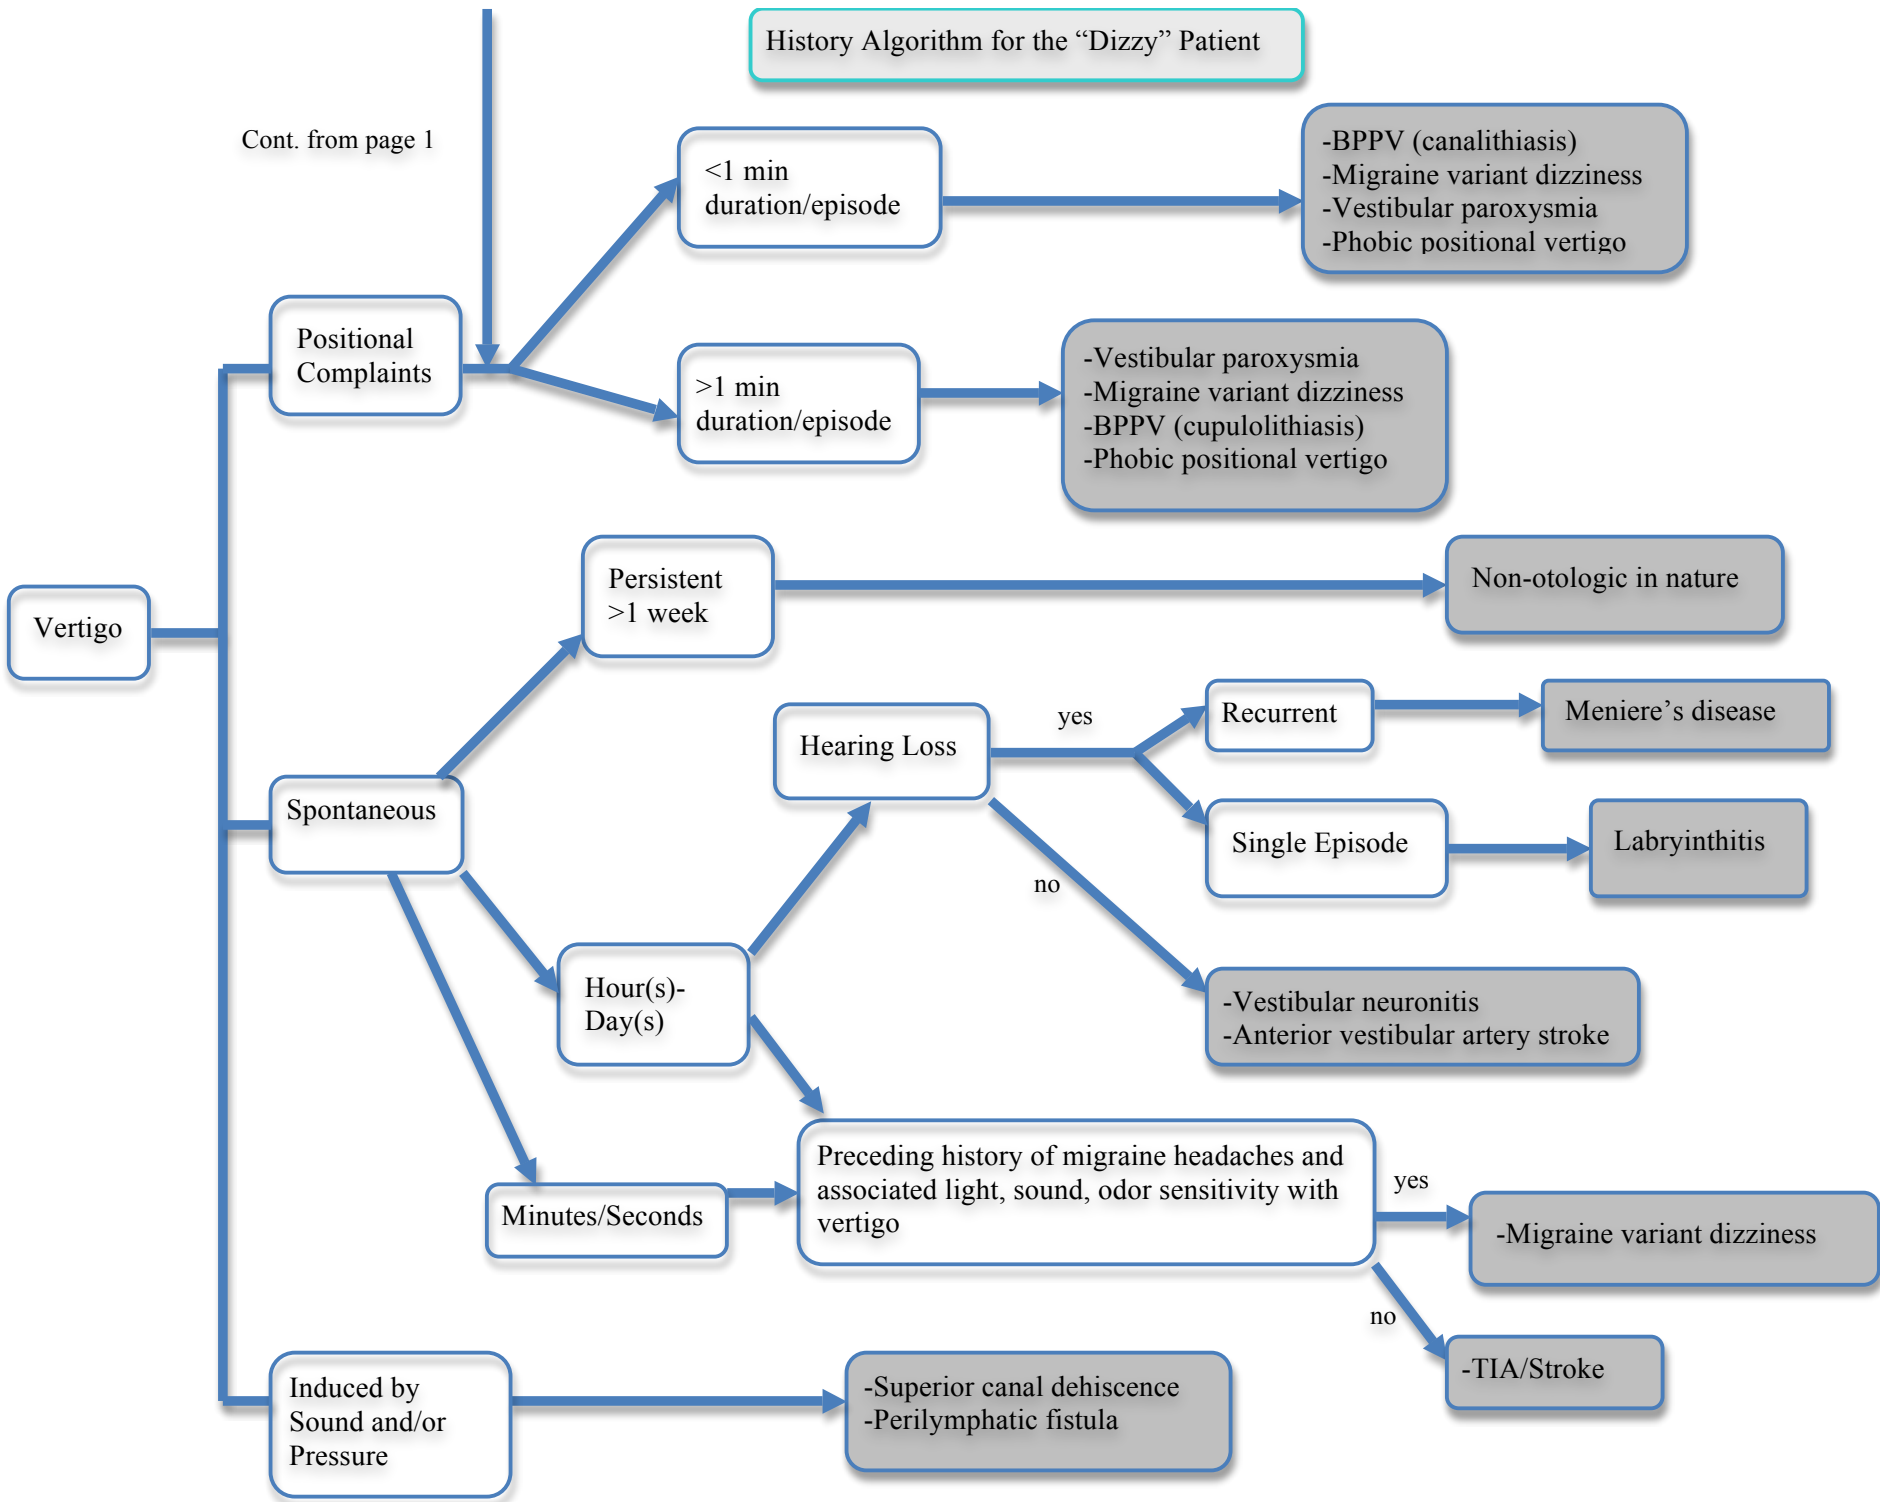 History Algorithm for the “Dizzy” Patient
Cont. from page 1
<1 min
duration/episode
-BPPV (canalithiasis)
-Migraine variant dizziness
-Vestibular paroxysmia
-Phobic positional vertigo
Positional
Complaints
>1 min
duration/episode
-Vestibular paroxysmia
-Migraine variant dizziness
-BPPV (cupulolithiasis)
-Phobic positional vertigo
Persistent
>1 week
Non-otologic in nature
Vertigo
Hearing Loss
yes
Recurrent
Meniere’s disease
Spontaneous
Single Episode
Labryinthitis
no
Hour(s)-
Day(s)
-Vestibular neuronitis
-Anterior vestibular artery stroke
Minutes/Seconds
Preceding history of migraine headaches and
associated light, sound, odor sensitivity with
vertigo
yes
-Migraine variant dizziness
no
-TIA/Stroke
Induced by
Sound and/or
Pressure
-Superior canal dehiscence
-Perilymphatic fistula